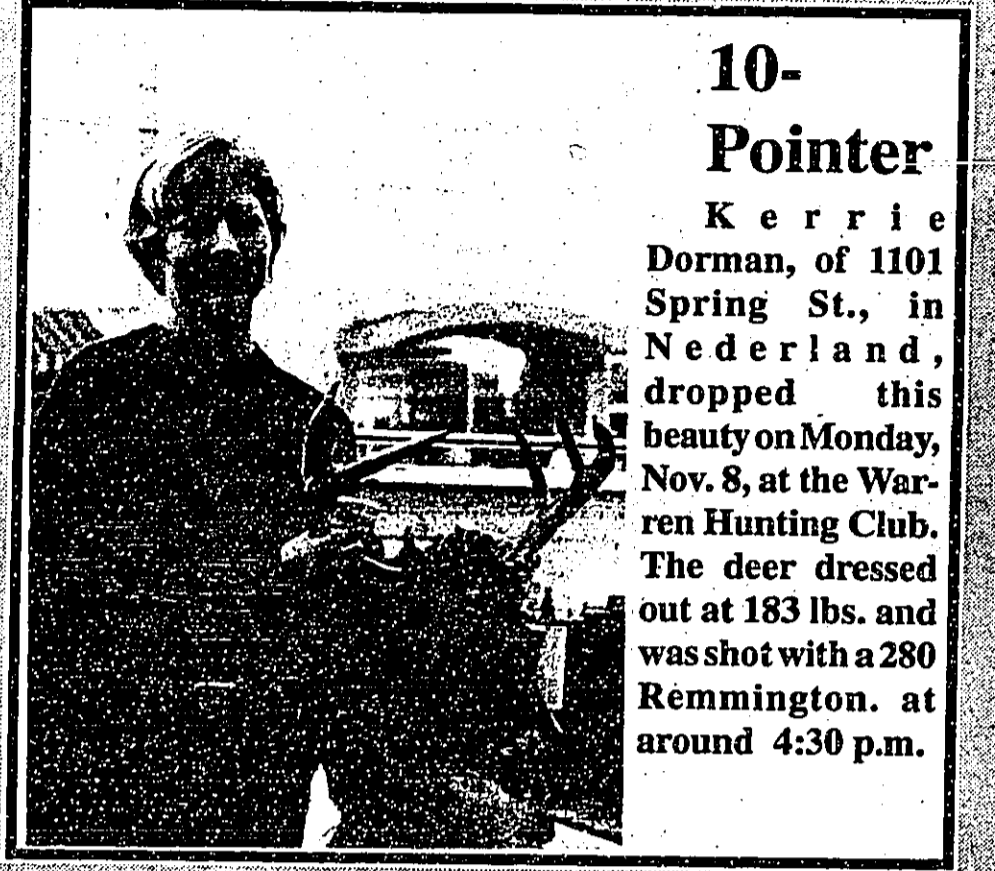 10-
Pointer
Kerrie
Dorman, of 1101
Spring St., in
Nederland,
dropped this
beauty on Monday,
Nov. 8, at the War-
ren Hunting Club.
The deer dressed
out at 183 lbs. and
was shot with a 280
Remmington. at
around 4:30 p.m.